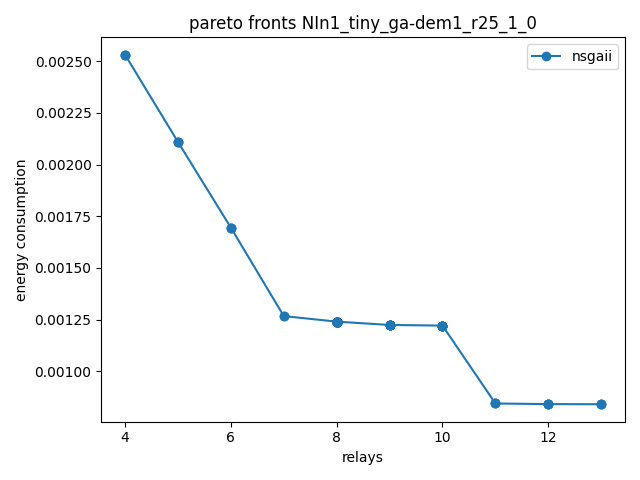 pareto fronts NIn1_tiny_ga-dem1_r25_1_0
nsgaii
0.00250
0.00225
0.00200
0.00175
0.00150
0.00125
0.00100
energy consumption
4 6 8 10 12
relays